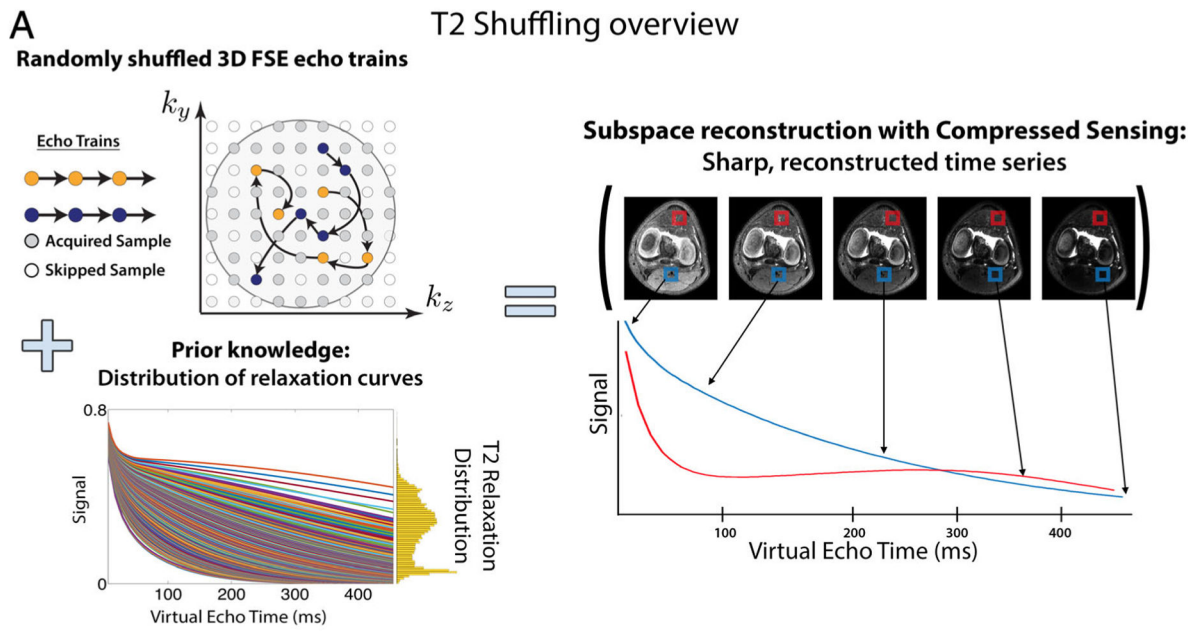 A
T2 Shuffling overview
Randomly shuffled 3D FSE echo trains
k_y
Echo Trains
Acquired Sample
Skipped Sample
k_z
Prior knowledge:
Distribution of relaxation curves
0.8
Signal
0
100 200 300 400
Virtual Echo Time (ms)
T2 Relaxation
Distribution
Subspace reconstruction with Compressed Sensing:
Sharp, reconstructed time series
Signal
100 200 300 400
Virtual Echo Time (ms)